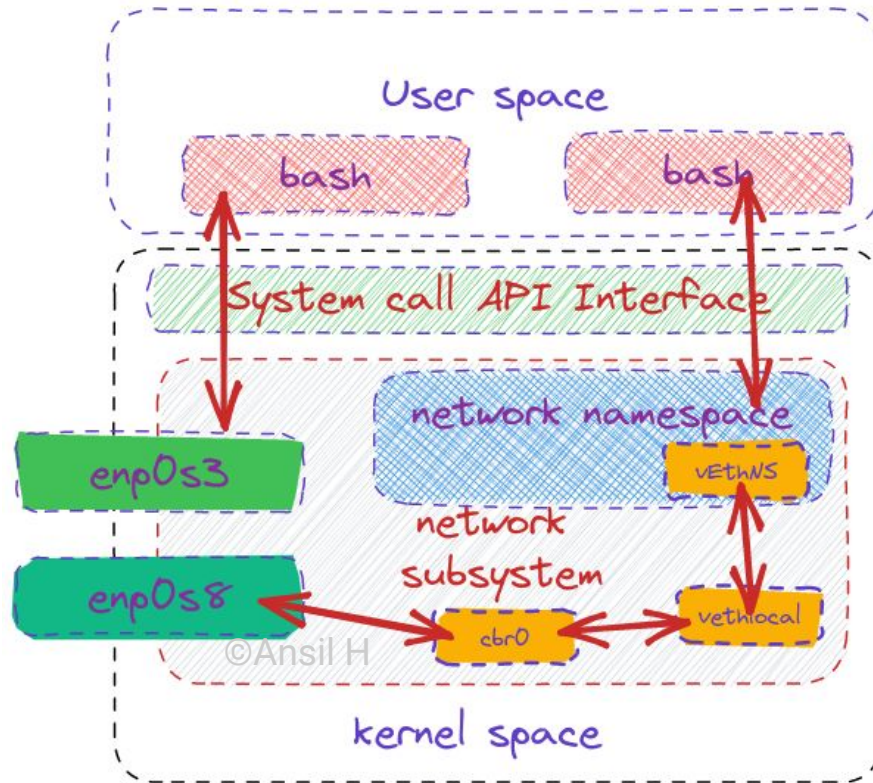 User space
bash
bash
System call API Interface
network namespace
vEthNS
enp0s3
network
subsystem
enp0s8
cbr0
vethlocal
©Ansil H
kernel space